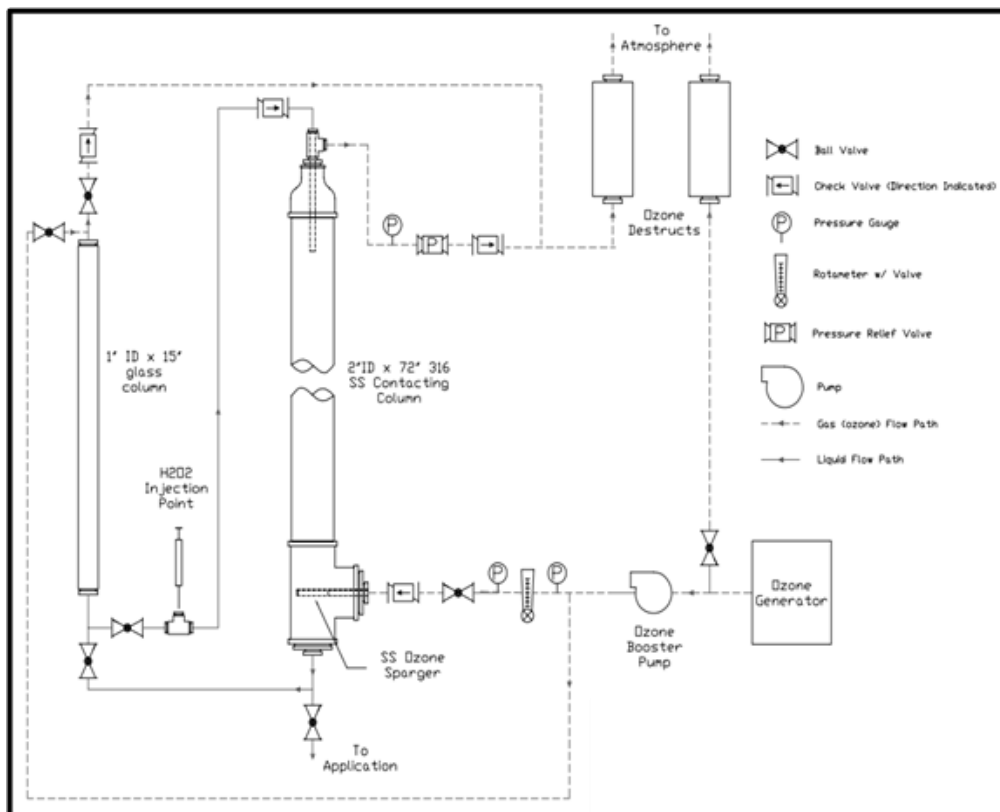 To
Atmosphere
Ozone
Destructs
1" ID x 15"
glass
column
2"ID x 72" 316
SS Contacting
Column
H2O2
Injection
Point
SS Ozone
Sparger
To
Application
Ozone
Booster
Pump
Ozone
Generator
P
P
P
Ball Valve
Check Valve (Direction Indicated)
P
Pressure Gauge
Rotameter w/ Valve
P
Pressure Relief Valve
Pump
Gas (ozone) Flow Path
Liquid Flow Path
P